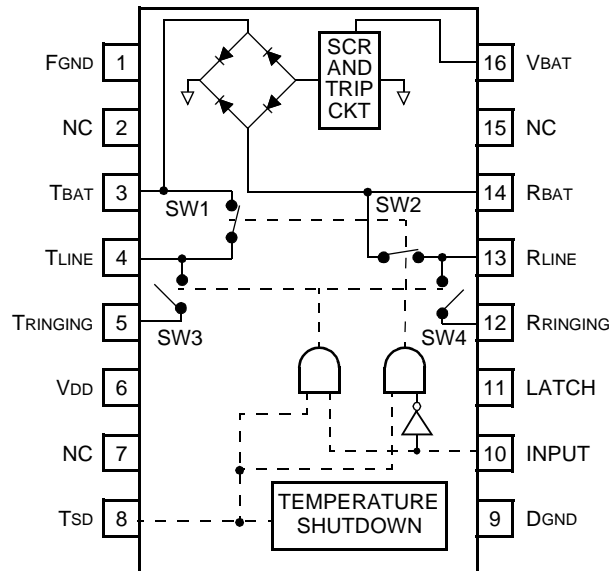 SCR
AND
TRIP
CKT
FGND 1
16 VBAT
NC 2
15 NC
TBAT 3
14 RBAT
SW1
SW2
TLINE 4
13 RLINE
TRINGING 5
12 RRINGING
SW3
SW4
VDD 6
11 LATCH
NC 7
10 INPUT
TSD 8
9 DGND
TEMPERATURE
SHUTDOWN